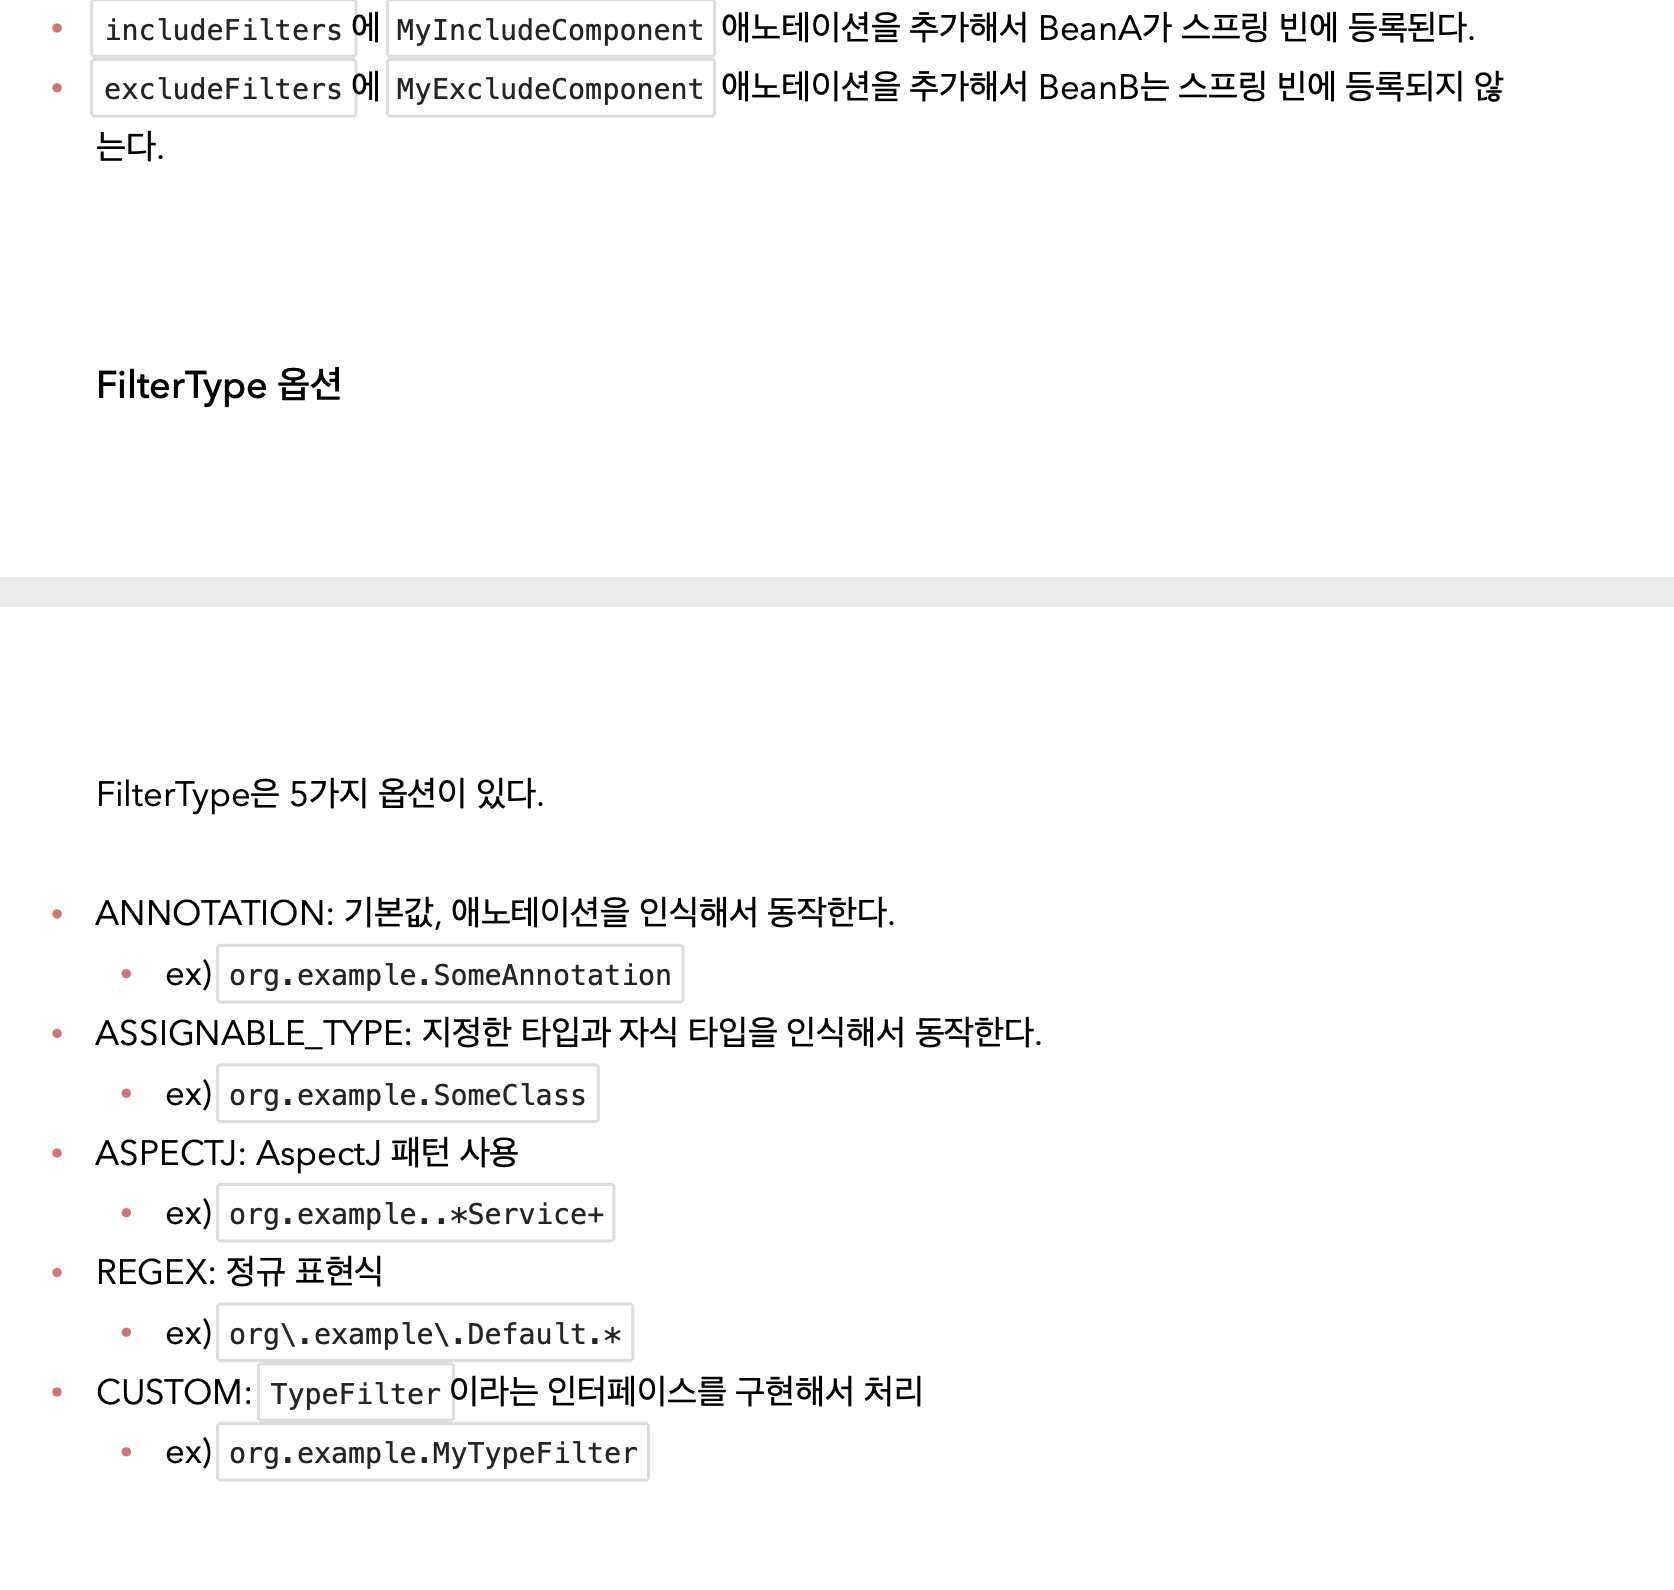 includeFilters 에 MyIncludeComponent 애노테이션을 추가해서 BeanA가 스프링 빈에 등록된다.
excludeFilters 에 MyExcludeComponent 애노테이션을 추가해서 BeanB는 스프링 빈에 등록되지 않
는다.
FilterType 옵션
FilterType은 5가지 옵션이 있다.
ANNOTATION: 기본값, 애노테이션을 인식해서 동작한다.
ex) org.example.SomeAnnotation
ASSIGNABLE_TYPE: 지정한 타입과 자식 타입을 인식해서 동작한다.
ex) org.example.SomeClass
ASPECTJ: AspectJ 패턴 사용
ex) org.example..*Service+
REGEX: 정규 표현식
ex) org\.example\.Default.*
CUSTOM: TypeFilter 이라는 인터페이스를 구현해서 처리
ex) org.example.MyTypeFilter